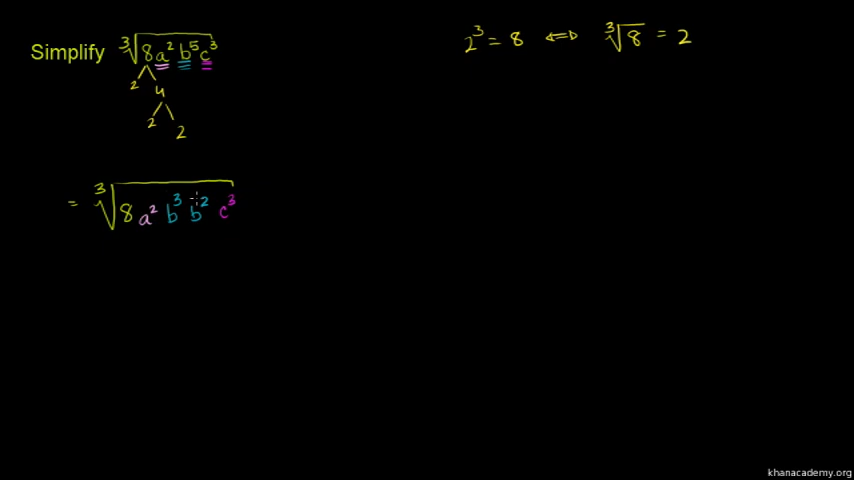 Simplify ∛(8a²b⁵c³)
2³ = 8 ⇔ ∛8 = 2
2 4
2 2
= ∛(8a²b³b²c³)
khanacademy.org